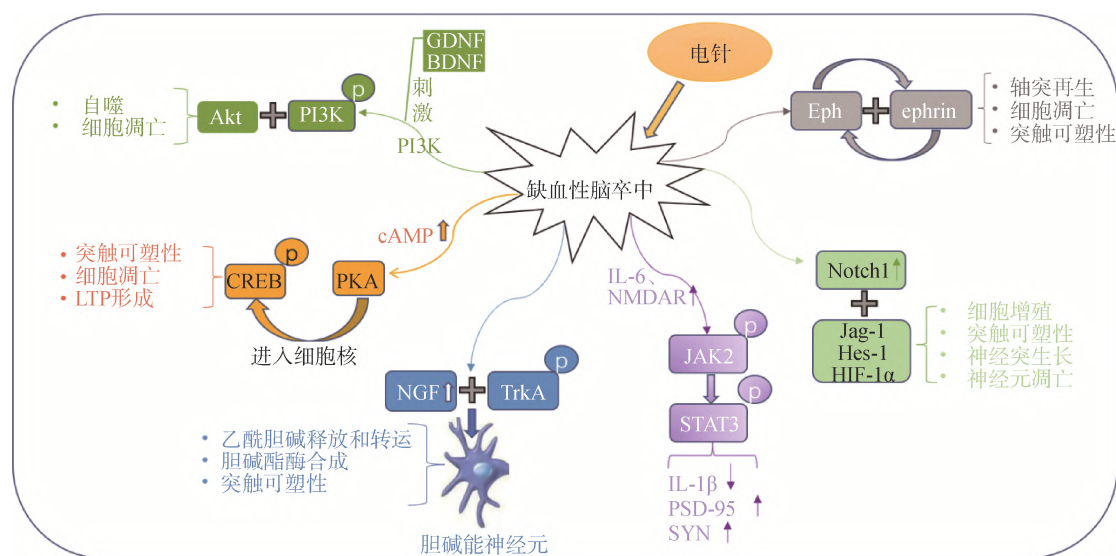 电针
缺血性脑卒中
GDNF
BDNF
刺
激
PI3K
p
PI3K
Akt
• 自噬
• 细胞凋亡
cAMP
PKA
p
CREB
进入细胞核
• 突触可塑性
• 细胞凋亡
• LTP形成
NGF
p
TrkA
• 乙酰胆碱释放和转运
• 胆碱酯酶合成
• 突触可塑性
胆碱能神经元
IL-6、
NMDAR
p
JAK2
p
STAT3
IL-1β
PSD-95
SYN
Notch1
Jag-1
Hes-1
HIF-1α
• 细胞增殖
• 突触可塑性
• 神经突生长
• 神经元凋亡
Eph
ephrin
• 轴突再生
• 细胞凋亡
• 突触可塑性